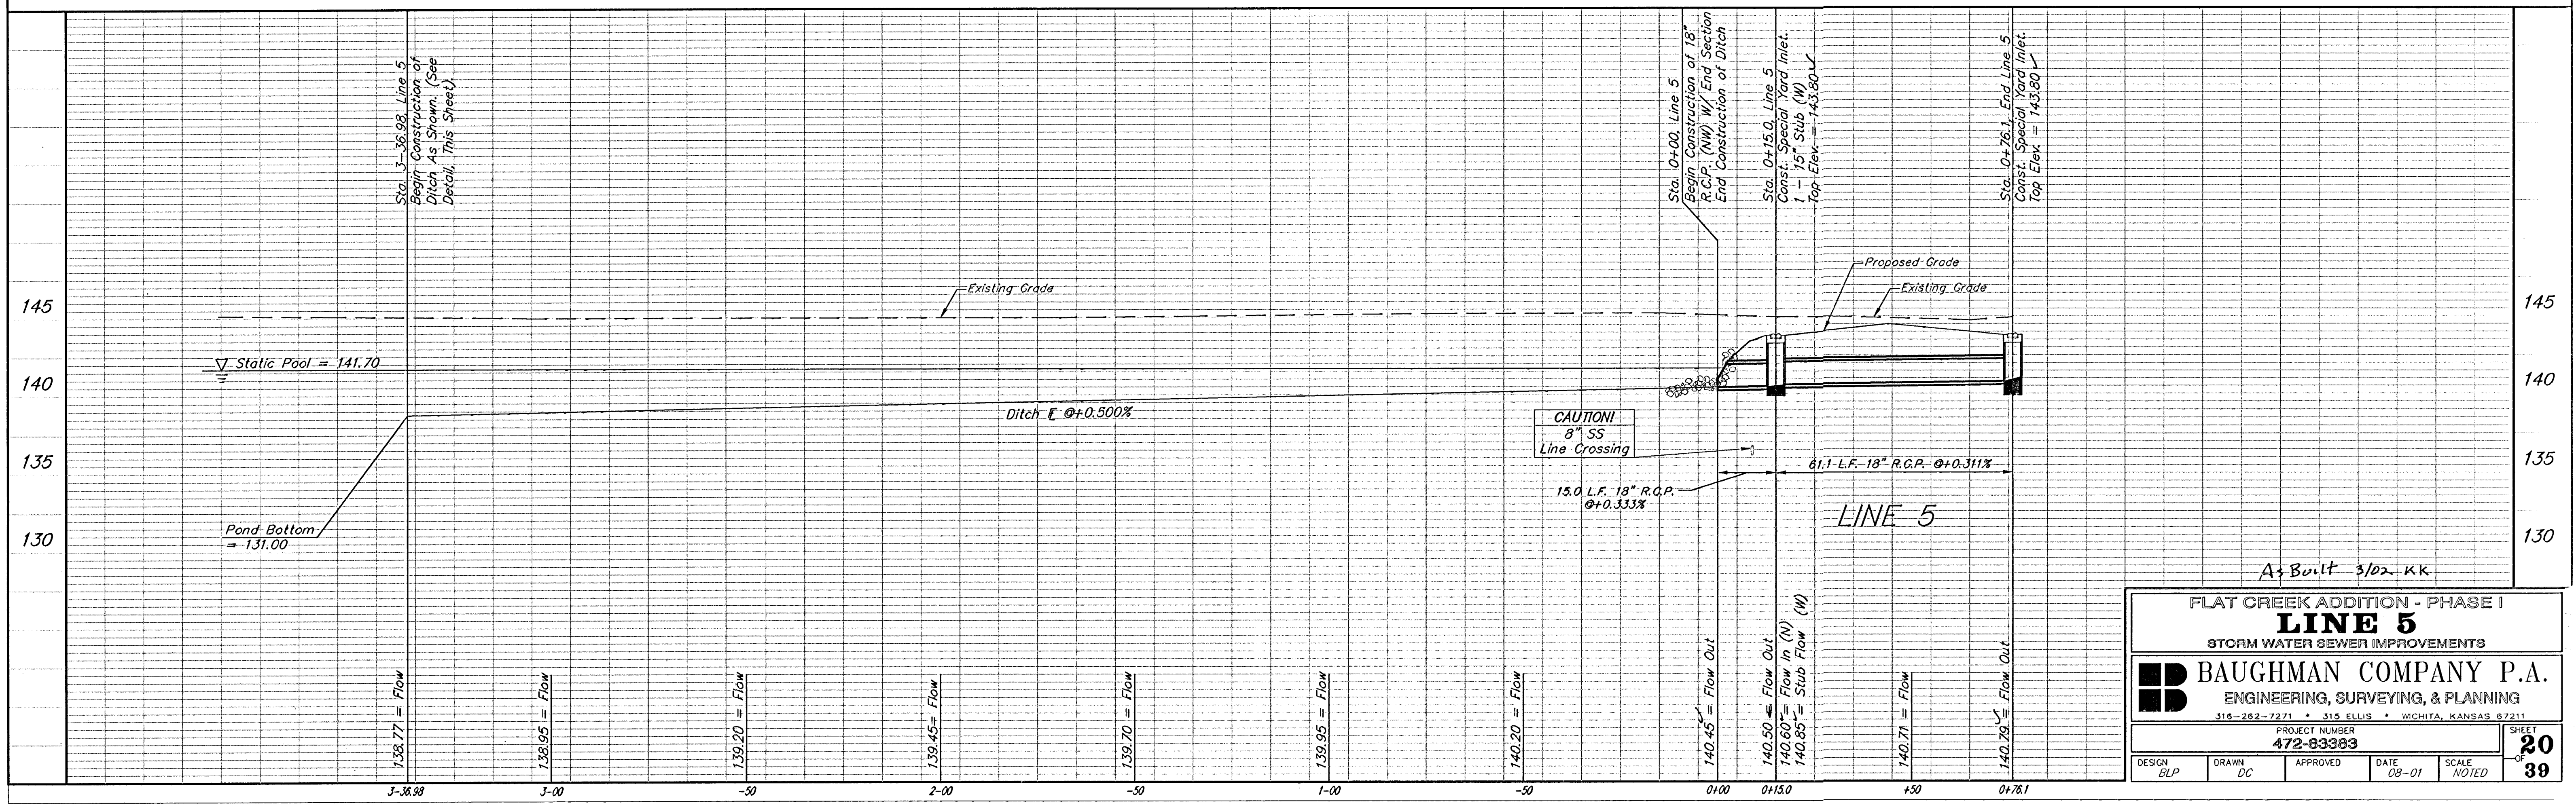 Sta. 3-36.98, Line 5
Begin Construction of
Ditch As Shown. (See
Detail, This Sheet).
Sta. 0+00, Line 5
Begin Construction of 18"
R.C.P. (NW) W/ End Section
End Construction of Ditch
Sta. 0+15.0, Line 5
Const. Special Yard Inlet.
1 - 15" Stub (W)
Top Elev. = 143.80 ✓
Sta. 0+76.1, End Line 5
Const. Special Yard Inlet.
Top Elev. = 143.80 ✓
145
140
135
130
145
140
135
130
Existing Grade
Static Pool = 141.70
Ditch ℄ @+0.500%
Pond Bottom
= 131.00
Proposed Grade
Existing Grade
CAUTION!
8" SS
Line Crossing
61.1 L.F. 18" R.C.P. @+0.311%
15.0 L.F. 18" R.C.P.
@+0.333%
LINE 5
As Built 3/02 KK
138.77 = Flow
138.95 = Flow
139.20 = Flow
139.45= Flow
139.70 = Flow
139.95 = Flow
140.20 = Flow
140.45 ✓ = Flow Out
140.50 = Flow Out
140.60 ✓ = Flow In (N)
140.85 ✓ = Stub Flow (W)
140.71 = Flow
140.79 ✓ = Flow Out
3-36.98
3-00
-50
2-00
-50
1-00
-50
0+00
0+15.0
+50
0+76.1
FLAT CREEK ADDITION - PHASE I
LINE 5
STORM WATER SEWER IMPROVEMENTS
BAUGHMAN COMPANY P.A.
ENGINEERING, SURVEYING, & PLANNING
316-262-7271 * 315 ELLIS * WICHITA, KANSAS 67211
PROJECT NUMBER
472-83383
SHEET
20
OF
39
DESIGN
BLP
DRAWN
DC
APPROVED
DATE
08-01
SCALE
NOTED